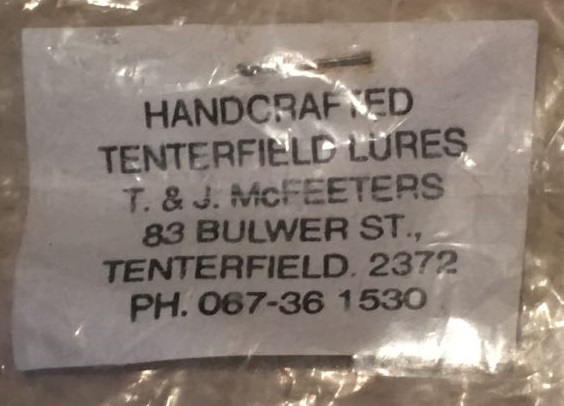 HANDCRAFTED
TENTERFIELD LURES
T. & J. McFEETERS
83 BULWER ST.,
TENTERFIELD. 2372
PH. 067-36 1530